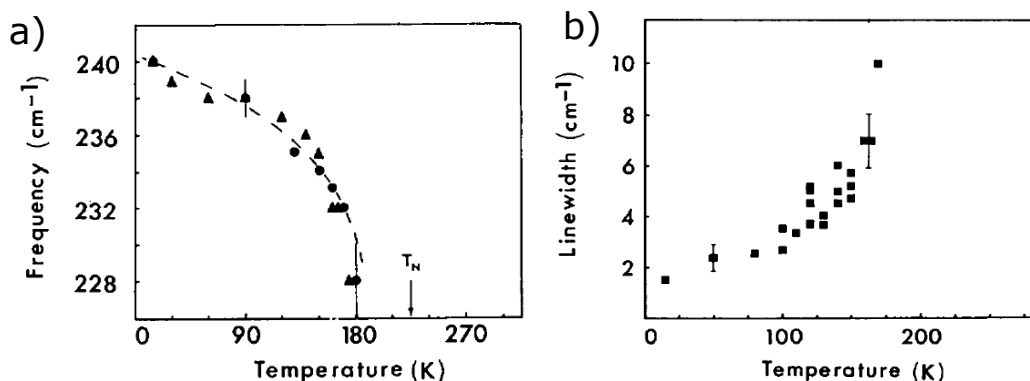 a)
Frequency (cm⁻¹)
240
236
232
228
T_N
0 90 180 270
Temperature (K)
b)
Linewidth (cm⁻¹)
10
8
6
4
2
0 100 200
Temperature (K)